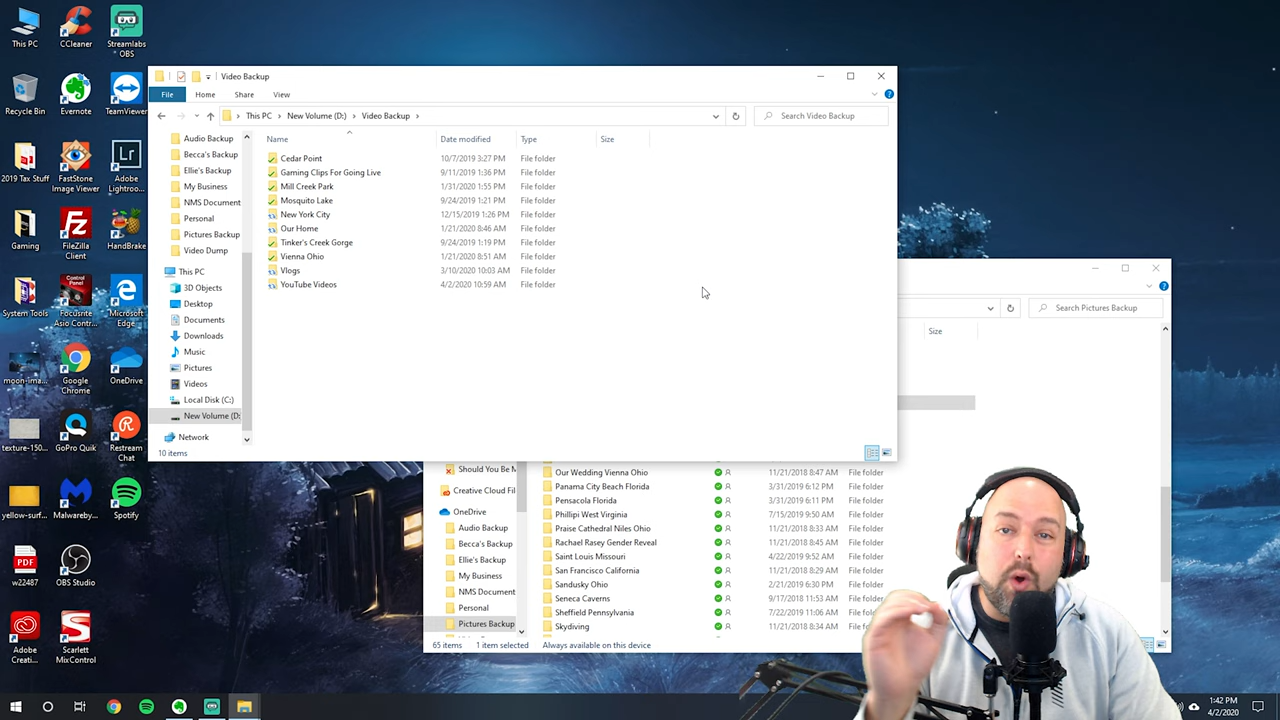 This PC
CCleaner
Streamlabs OBS
Recycle Bin
Evernote
TeamViewer
2019 Tax Stuff
FastStone Image Viewer
Adobe Lightroo...
Gaming
FileZilla Client
HandBrake
System Tools
Focusrite Asio Contr...
Microsoft Edge
moon-ima...
Google Chrome
OneDrive
GoPro Quik
Restream Chat
Malwareby...
Spotify
w22487
OBS Studio
Adobe Creati...
Scarlett MixControl
Video Backup
File Home Share View
This PC > New Volume (D:) > Video Backup >
Search Video Backup
Audio Backup
Becca's Backup
Ellie's Backup
My Business
NMS Document
Personal
Pictures Backup
Video Dump
This PC
3D Objects
Desktop
Documents
Downloads
Music
Pictures
Videos
Local Disk (C:)
New Volume (D:
Network
Name Date modified Type Size
Cedar Point 10/7/2019 3:27 PM File folder
Gaming Clips For Going Live 9/11/2019 1:36 PM File folder
Mill Creek Park 1/31/2020 1:55 PM File folder
Mosquito Lake 9/24/2019 1:21 PM File folder
New York City 12/15/2019 1:26 PM File folder
Our Home 1/21/2020 8:46 AM File folder
Tinker's Creek Gorge 9/24/2019 1:19 PM File folder
Vienna Ohio 1/21/2020 8:51 AM File folder
Vlogs 3/10/2020 10:03 AM File folder
YouTube Videos 4/2/2020 10:59 AM File folder
10 items
Search Pictures Backup
Size
Should You Be M
Creative Cloud Fil
OneDrive
Audio Backup
Becca's Backup
Ellie's Backup
My Business
NMS Document
Personal
Pictures Backup
Our Wedding Vienna Ohio 11/21/2018 8:47 AM File folder
Panama City Beach Florida 3/31/2019 6:12 PM File folder
Pensacola Florida 3/31/2019 6:11 PM File folder
Phillipi West Virginia 7/15/2019 9:50 AM File folder
Praise Cathedral Niles Ohio 11/21/2018 8:33 AM File folder
Rachael Rasey Gender Reveal 11/21/2018 8:45 AM File folder
Saint Louis Missouri 4/22/2019 9:52 AM File folder
San Francisco California 11/21/2018 8:29 AM File folder
Sandusky Ohio 2/21/2019 6:30 PM File folder
Seneca Caverns 9/17/2018 11:53 AM File folder
Sheffield Pennsylvania 7/22/2019 11:06 AM File folder
Skydiving 11/21/2018 8:34 AM File folder
65 items 1 item selected Always available on this device
1:42 PM
4/2/2020